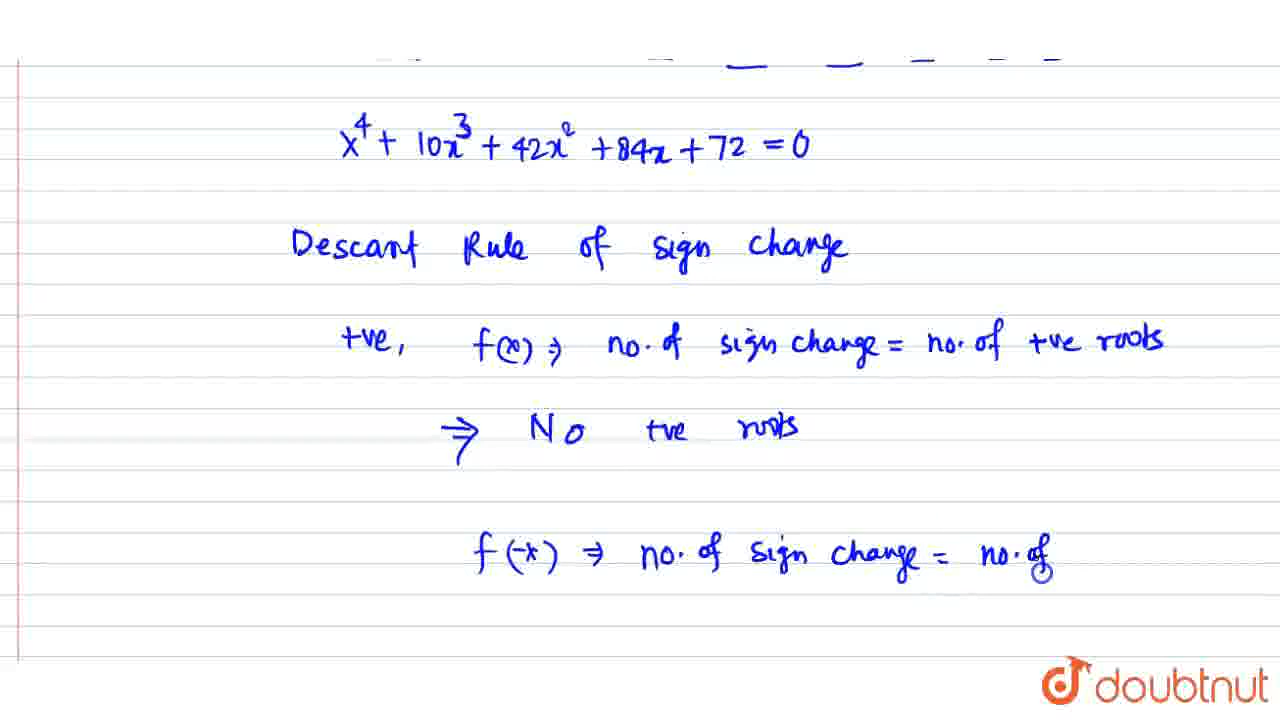 x⁴ + 10x³ + 42x² + 84x + 72 = 0
Descart Rule of sign change
+ve, f(x) ⇒ no. of sign change = no. of +ve roots
⇒ No +ve roots
f(-x) ⇒ no. of sign change = no. of
doubtnut